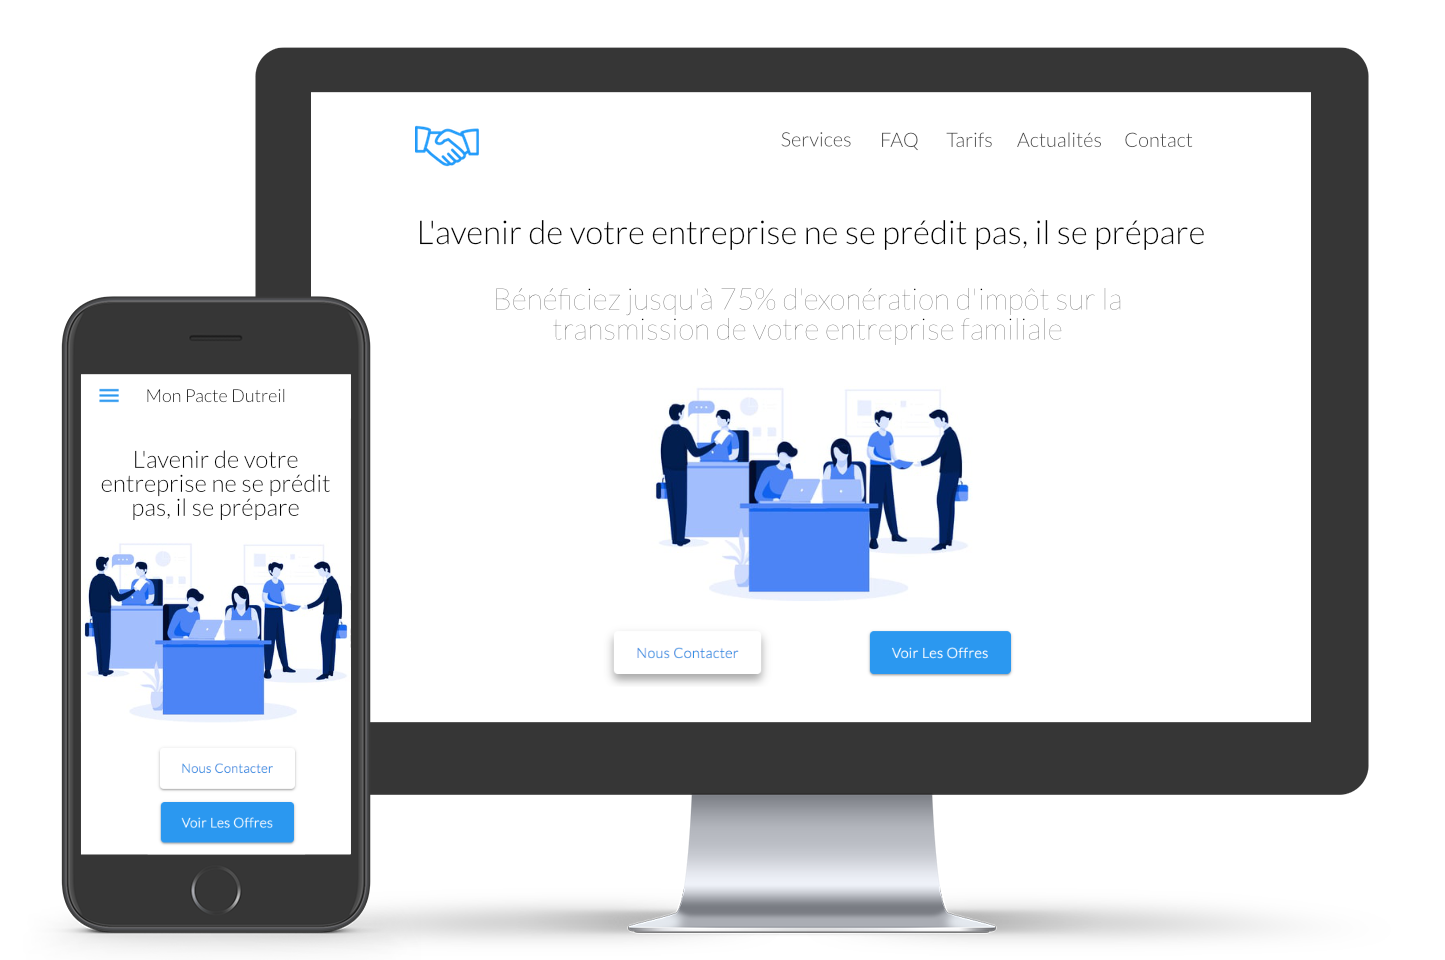 Services FAQ Tarifs Actualités Contact
L'avenir de votre entreprise ne se prédit pas, il se prépare
Bénéficiez jusqu'à 75% d'exonération d'impôt sur la
transmission de votre entreprise familiale
Nous Contacter Voir Les Offres
Mon Pacte Dutreil
L'avenir de votre
entreprise ne se prédit
pas, il se prépare
Nous Contacter
Voir Les Offres